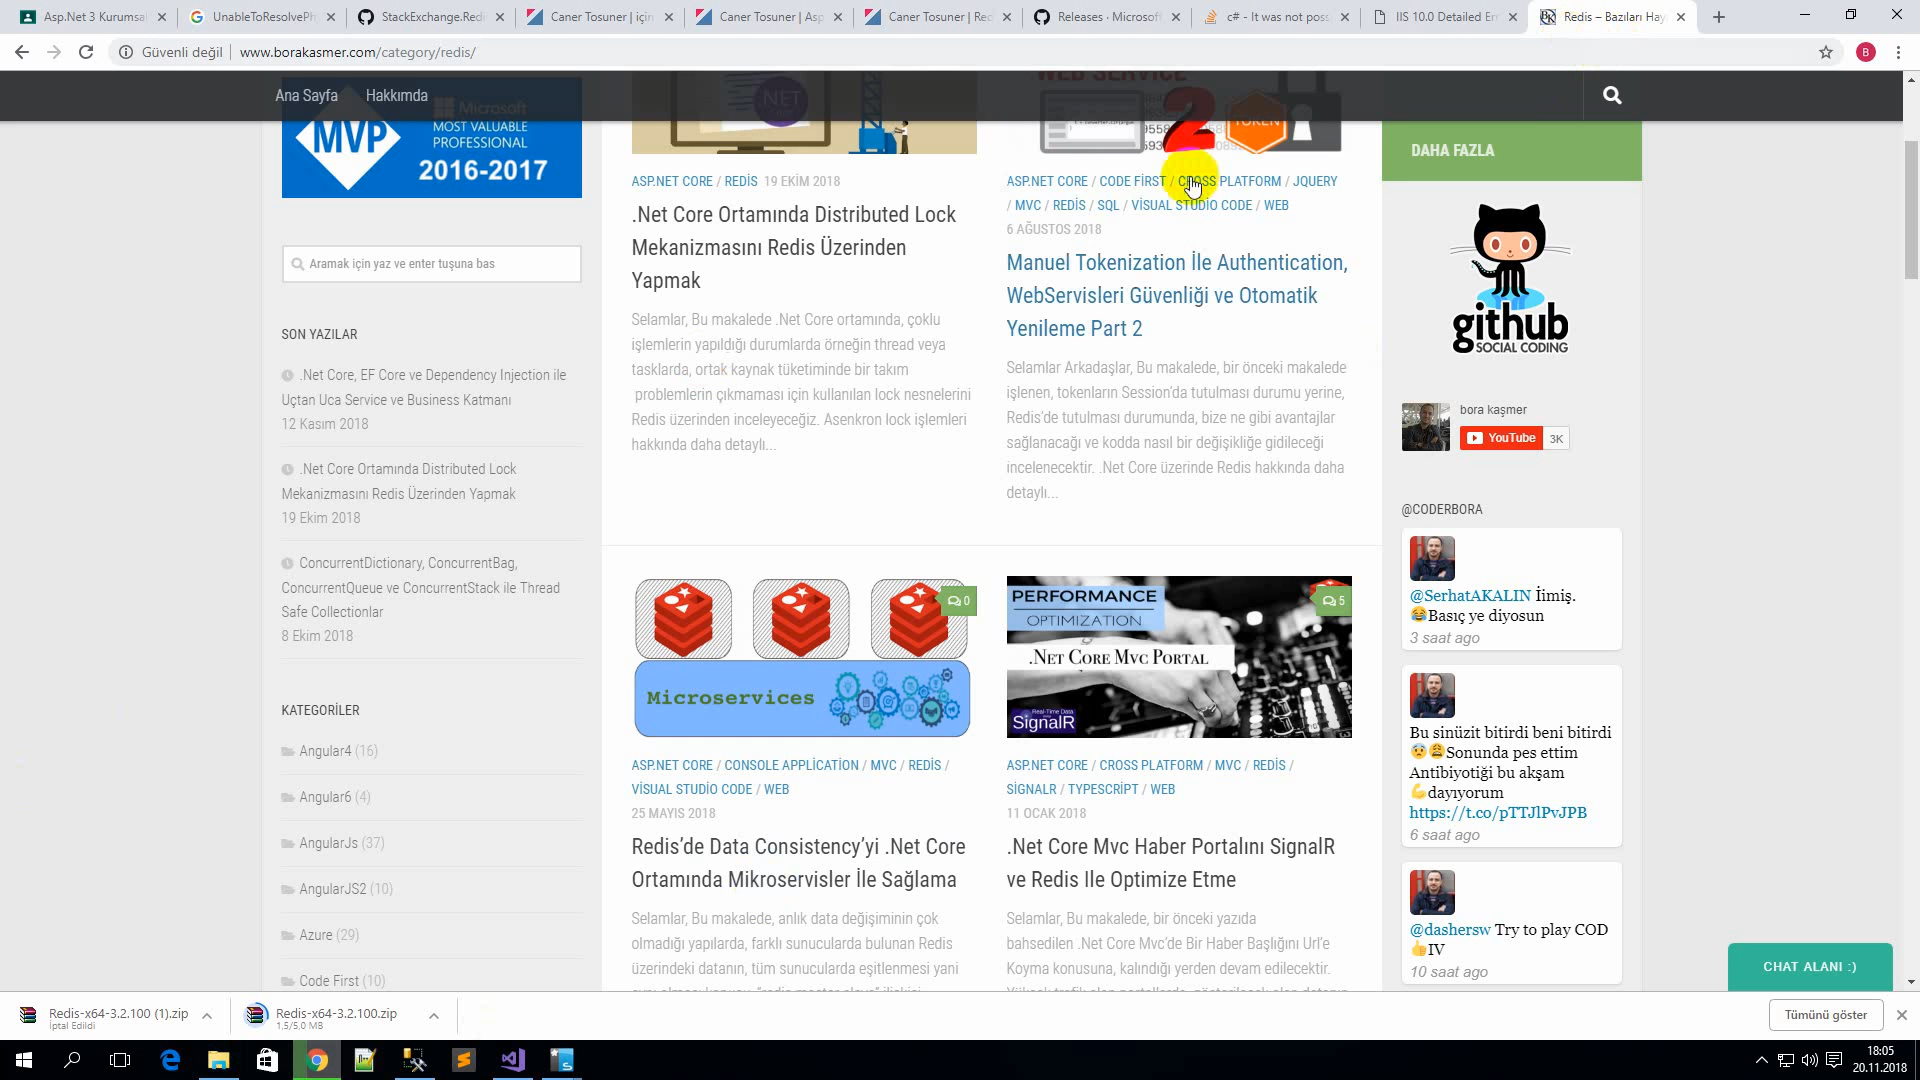 Asp.Net 3 Kurumsa
UnableToResolvePh
StackExchange.Redi
Caner Tosuner | için
Caner Tosuner | Asp
Caner Tosuner | Red
Releases · Microsoft
c# - It was not poss
IIS 10.0 Detailed Err
Redis – Bazıları Hay
Güvenli değil
www.borakasmer.com/category/redis/
B
Ana Sayfa
Hakkımda
Microsoft
MVP
MOST VALUABLE
PROFESSIONAL
2016-2017
Aramak için yaz ve enter tuşuna bas
SON YAZILAR
.Net Core, EF Core ve Dependency Injection ile
Uçtan Uca Service ve Business Katmanı
12 Kasım 2018
.Net Core Ortamında Distributed Lock
Mekanizmasını Redis Üzerinden Yapmak
19 Ekim 2018
ConcurrentDictionary, ConcurrentBag,
ConcurrentQueue ve ConcurrentStack ile Thread
Safe Collectionlar
8 Ekim 2018
KATEGORİLER
Angular4 (16)
Angular6 (4)
AngularJs (37)
AngularJS2 (10)
Azure (29)
Code First (10)
.NET
ASP.NET CORE / REDİS 19 EKİM 2018
.Net Core Ortamında Distributed Lock
Mekanizmasını Redis Üzerinden
Yapmak
Selamlar, Bu makalede .Net Core ortamında, çoklu
işlemlerin yapıldığı durumlarda örneğin thread veya
tasklarda, ortak kaynak tüketiminde bir takım
problemlerin çıkmaması için kullanılan lock nesnelerini
Redis üzerinden inceleyeceğiz. Asenkron lock işlemleri
hakkında daha detaylı...
WEB SERVICE
2
TOKEN
ASP.NET CORE / CODE FİRST / CROSS PLATFORM / JQUERY
/ MVC / REDİS / SQL / VİSUAL STUDİO CODE / WEB
6 AĞUSTOS 2018
Manuel Tokenization İle Authentication,
WebServisleri Güvenliği ve Otomatik
Yenileme Part 2
Selamlar Arkadaşlar, Bu makalede, bir önceki makalede
işlenen, tokenların Session'da tutulması durumu yerine,
Redis'de tutulması durumunda, bize ne gibi avantajlar
sağlanacağı ve kodda nasıl bir değişikliğe gidileceği
incelenecektir. .Net Core üzerinde Redis hakkında daha
detaylı...
0
Microservices
ASP.NET CORE / CONSOLE APPLİCATİON / MVC / REDİS /
VİSUAL STUDİO CODE / WEB
25 MAYIS 2018
Redis’de Data Consistency’yi .Net Core
Ortamında Mikroservisler İle Sağlama
Selamlar, Bu makalede, anlık data değişiminin çok
olmadığı yapılarda, farklı sunucularda bulunan Redis
üzerindeki datanın, tüm sunucularda eşitlenmesi yani
PERFORMANCE
OPTIMIZATION
5
.NET CORE MVC PORTAL
Real-Time Data
SignalR
ASP.NET CORE / CROSS PLATFORM / MVC / REDİS /
SİGNALR / TYPESCRİPT / WEB
11 OCAK 2018
.Net Core Mvc Haber Portalını SignalR
ve Redis Ile Optimize Etme
Selamlar, Bu makalede, bir önceki yazıda
bahsedilen .Net Core Mvc’de Bir Haber Başlığını Url’e
Koyma konusuna, kalındığı yerden devam edilecektir.
DAHA FAZLA
github
SOCIAL CODING
bora kaşmer
YouTube 3K
@CODERBORA
@SerhatAKALIN İimiş.
😂Basıç ye diyosun
3 saat ago
Bu sinüzit bitirdi beni bitirdi
😨😩Sonunda pes ettim
Antibiyotiği bu akşam
💪dayıyorum
https://t.co/pTTJlPvJPB
6 saat ago
@dashersw Try to play COD
👍IV
10 saat ago
CHAT ALANI :)
Redis-x64-3.2.100 (1).zip
İptal Edildi
Redis-x64-3.2.100.zip
1.5/5,0 MB
Tümünü göster
18:05
20.11.2018